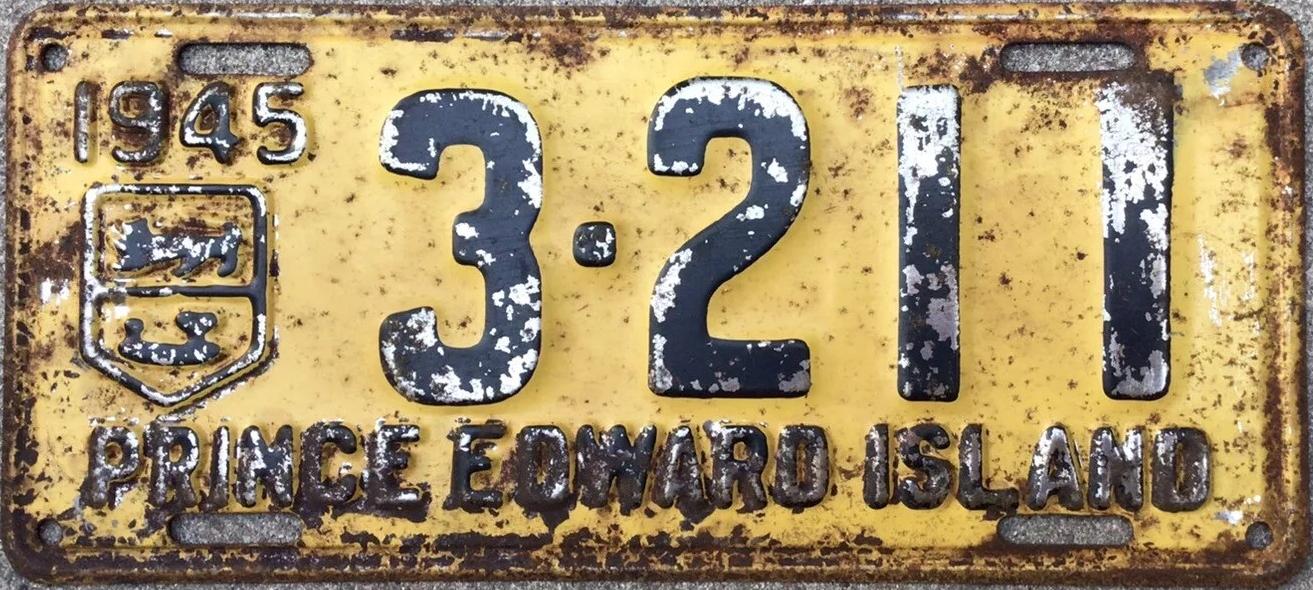 1945
3·211
PRINCE EDWARD ISLAND